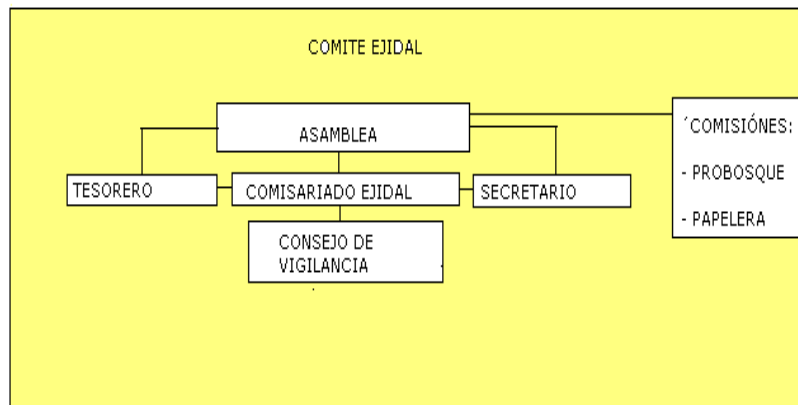 COMITE EJIDAL
ASAMBLEA
´COMISIÓNES:
- PROBOSQUE
- PAPELERA
TESORERO
COMISARIADO EJIDAL
SECRETARIO
CONSEJO DE
VIGILANCIA